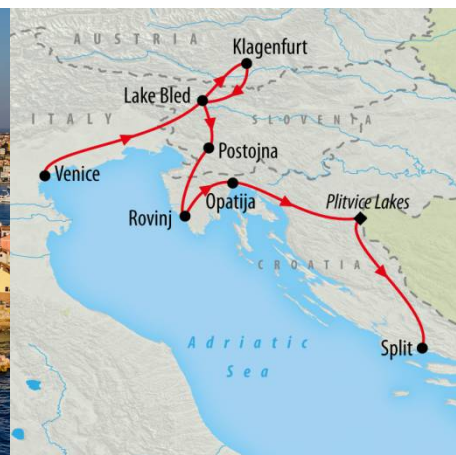 AUSTRIA
Klagenfurt
Lake Bled
ITALY
SLOVENIA
Postojna
Venice
Plitvice Lakes
Rovinj
Opatija
CROATIA
Adriatic
Sea
Split